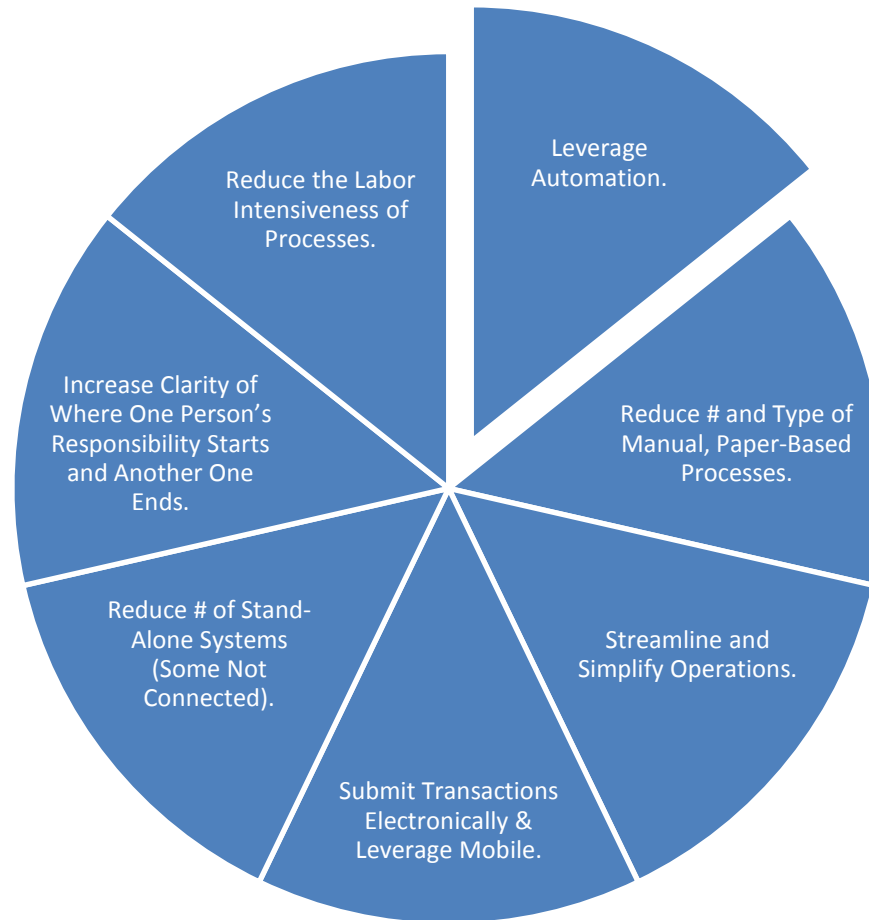 Leverage
Automation.
Reduce # and Type of
Manual, Paper-Based
Processes.
Streamline and
Simplify Operations.
Submit Transactions
Electronically &
Leverage Mobile.
Reduce # of Stand-
Alone Systems
(Some Not
Connected).
Increase Clarity of
Where One Person’s
Responsibility Starts
and Another One
Ends.
Reduce the Labor
Intensiveness of
Processes.